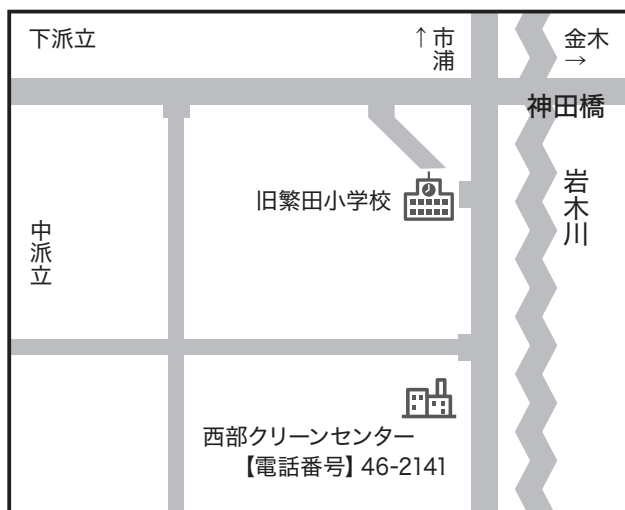 下派立
↑市浦
金木
→
神田橋
旧繁田小学校
岩木川
中派立
西部クリーンセンター
【電話番号】46-2141